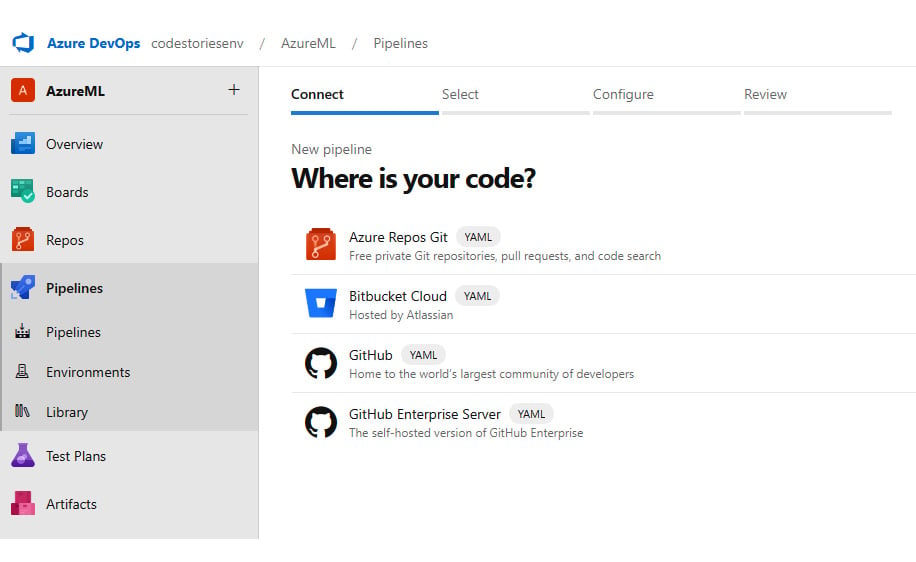 Azure DevOps codestoriesenv / AzureML / Pipelines
A AzureML +
Overview
Boards
Repos
Pipelines
Pipelines
Environments
Library
Test Plans
Artifacts
Connect Select Configure Review
New pipeline
Where is your code?
Azure Repos Git YAML
Free private Git repositories, pull requests, and code search
Bitbucket Cloud YAML
Hosted by Atlassian
GitHub YAML
Home to the world's largest community of developers
GitHub Enterprise Server YAML
The self-hosted version of GitHub Enterprise